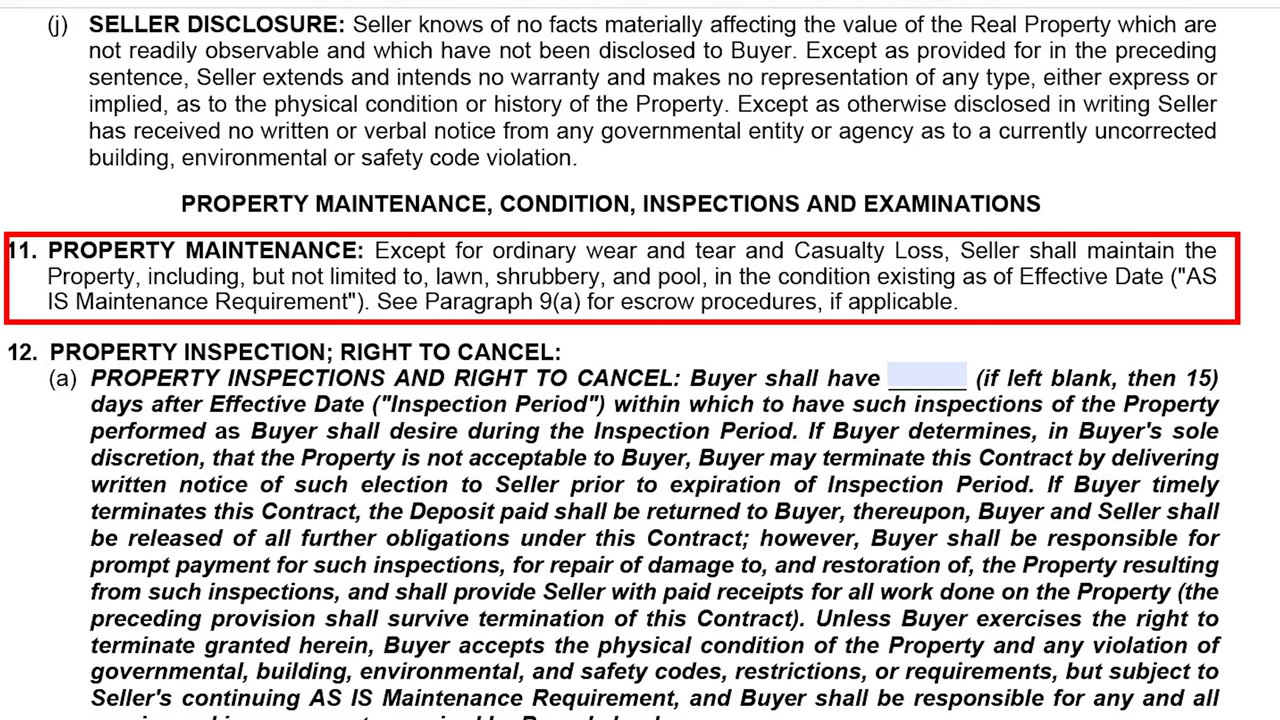 (j) SELLER DISCLOSURE: Seller knows of no facts materially affecting the value of the Real Property which are
not readily observable and which have not been disclosed to Buyer. Except as provided for in the preceding
sentence, Seller extends and intends no warranty and makes no representation of any type, either express or
implied, as to the physical condition or history of the Property. Except as otherwise disclosed in writing Seller
has received no written or verbal notice from any governmental entity or agency as to a currently uncorrected
building, environmental or safety code violation.
PROPERTY MAINTENANCE, CONDITION, INSPECTIONS AND EXAMINATIONS
11. PROPERTY MAINTENANCE: Except for ordinary wear and tear and Casualty Loss, Seller shall maintain the
Property, including, but not limited to, lawn, shrubbery, and pool, in the condition existing as of Effective Date ("AS
IS Maintenance Requirement"). See Paragraph 9(a) for escrow procedures, if applicable.
12. PROPERTY INSPECTION; RIGHT TO CANCEL:
(a) PROPERTY INSPECTIONS AND RIGHT TO CANCEL: Buyer shall have ______ (if left blank, then 15)
days after Effective Date ("Inspection Period") within which to have such inspections of the Property
performed as Buyer shall desire during the Inspection Period. If Buyer determines, in Buyer's sole
discretion, that the Property is not acceptable to Buyer, Buyer may terminate this Contract by delivering
written notice of such election to Seller prior to expiration of Inspection Period. If Buyer timely
terminates this Contract, the Deposit paid shall be returned to Buyer, thereupon, Buyer and Seller shall
be released of all further obligations under this Contract; however, Buyer shall be responsible for
prompt payment for such inspections, for repair of damage to, and restoration of, the Property resulting
from such inspections, and shall provide Seller with paid receipts for all work done on the Property (the
preceding provision shall survive termination of this Contract). Unless Buyer exercises the right to
terminate granted herein, Buyer accepts the physical condition of the Property and any violation of
governmental, building, environmental, and safety codes, restrictions, or requirements, but subject to
Seller's continuing AS IS Maintenance Requirement, and Buyer shall be responsible for any and all